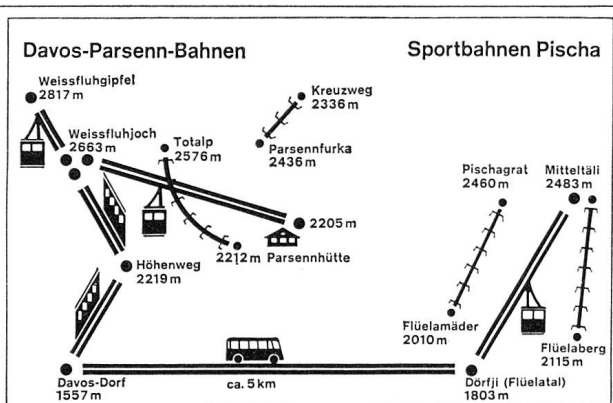 Davos-Parsenn-Bahnen
Sportbahnen Pischa
Weissfluhgipfel
2817 m
Kreuzweg
2336 m
Weissfluhjoch
2663 m
Totalp
2576 m
Parsennfurka
2436 m
Pischagrat
2460 m
Mitteltäli
2483 m
2205 m
2212 m
Parsennhütte
Höhenweg
2219 m
Flüelamäder
2010 m
Flüelaberg
2115 m
Davos-Dorf
1557 m
ca. 5 km
Dörfji (Flüelatal)
1803 m